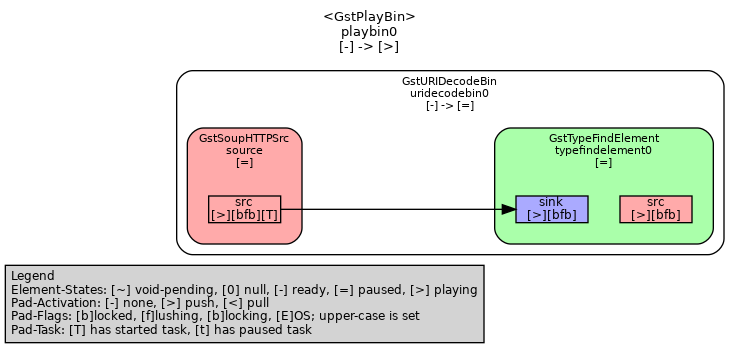 <GstPlayBin>
playbin0
[-] -> [>]
GstURIDecodeBin
uridecodebin0
[-] -> [=]
GstSoupHTTPSrc
source
[=]
src
[>][bfb][T]
GstTypeFindElement
typefindelement0
[=]
sink
[>][bfb]
src
[>][bfb]
Legend
Element-States: [~] void-pending, [0] null, [-] ready, [=] paused, [>] playing
Pad-Activation: [-] none, [>] push, [<] pull
Pad-Flags: [b]locked, [f]lushing, [b]locking, [E]OS; upper-case is set
Pad-Task: [T] has started task, [t] has paused task